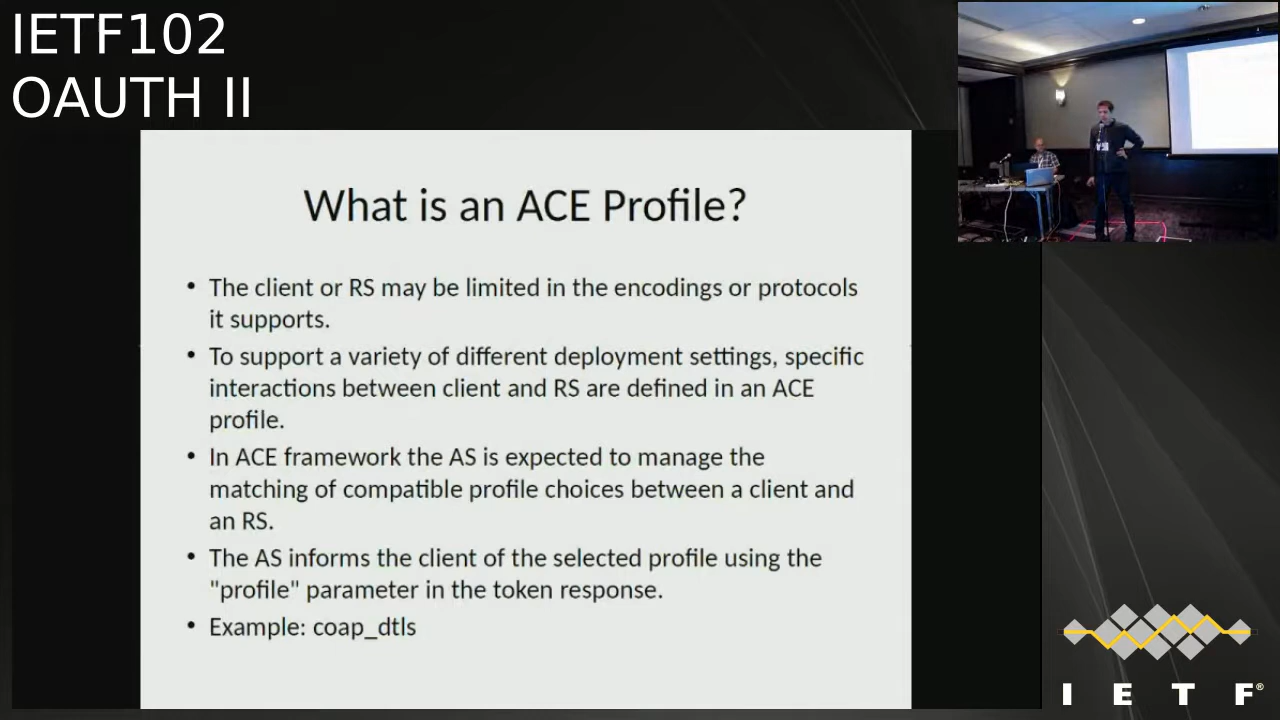 IETF102
OAUTH II
What is an ACE Profile?
• The client or RS may be limited in the encodings or protocols
it supports.
• To support a variety of different deployment settings, specific
interactions between client and RS are defined in an ACE
profile.
• In ACE framework the AS is expected to manage the
matching of compatible profile choices between a client and
an RS.
• The AS informs the client of the selected profile using the
"profile" parameter in the token response.
• Example: coap_dtls
I E T F®